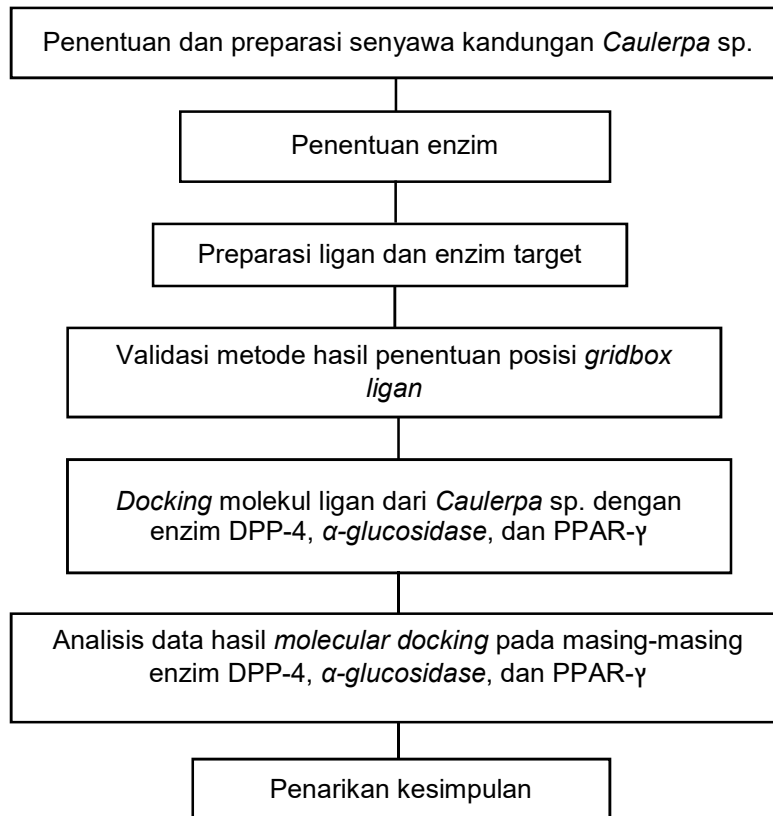 Penentuan dan preparasi senyawa kandungan Caulerpa sp.
Penentuan enzim
Preparasi ligan dan enzim target
Validasi metode hasil penentuan posisi gridbox
ligan
Docking molekul ligan dari Caulerpa sp. dengan
enzim DPP-4, α-glucosidase, dan PPAR-γ
Analisis data hasil molecular docking pada masing-masing
enzim DPP-4, α-glucosidase, dan PPAR-γ
Penarikan kesimpulan